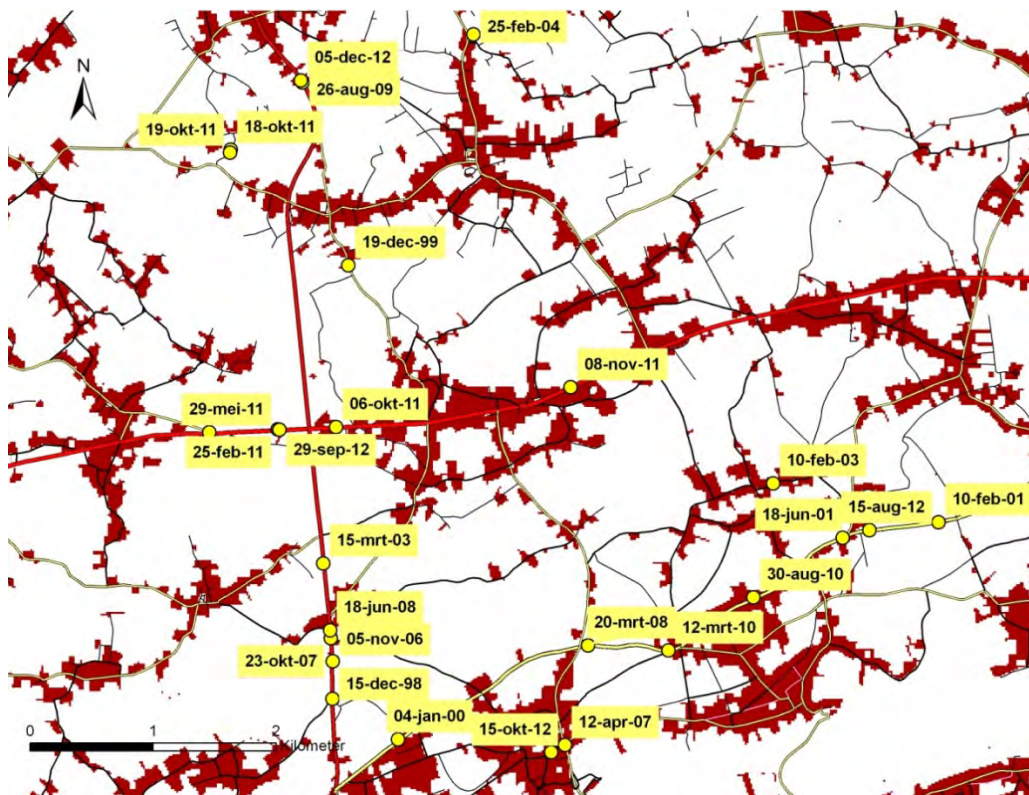 25-feb-04
05-dec-12
N
26-aug-09
19-okt-11
18-okt-11
19-dec-99
08-nov-11
29-mei-11
06-okt-11
25-feb-11
29-sep-12
10-feb-03
10-feb-01
15-aug-12
18-jun-01
15-mrt-03
30-aug-10
18-jun-08
05-nov-06
20-mrt-08
12-mrt-10
23-okt-07
15-dec-98
04-jan-00
15-okt-12
12-apr-07
0 1 2
Kilometer